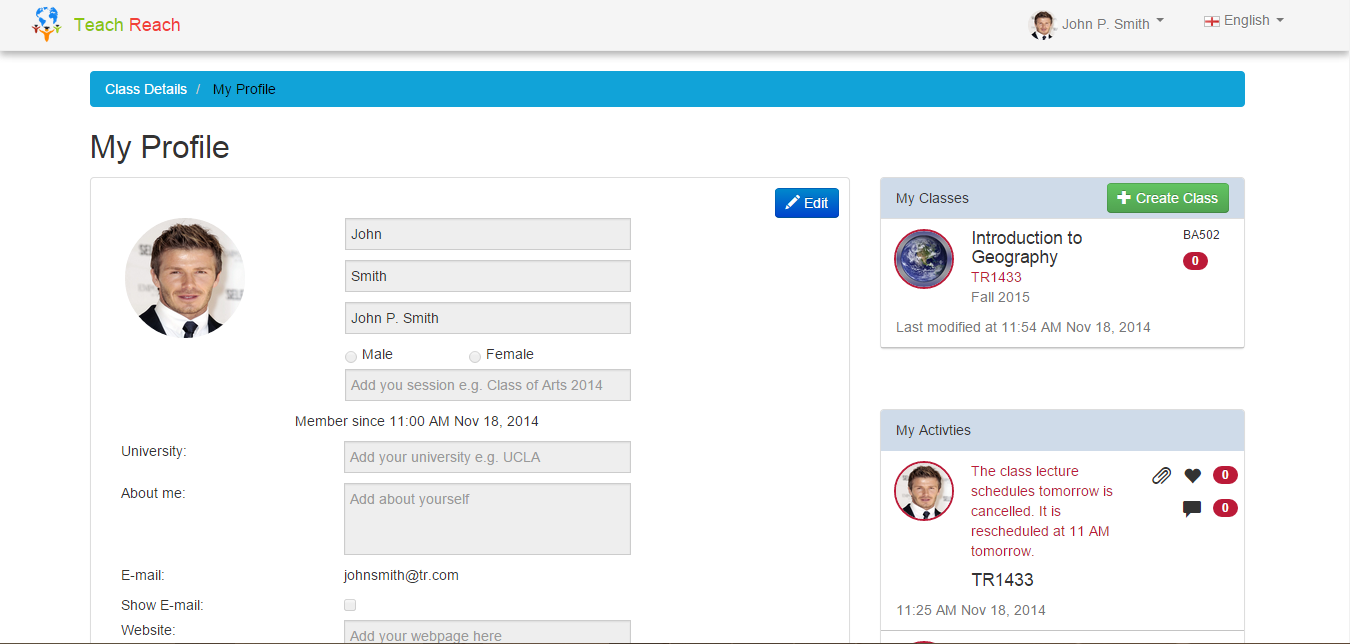 Teach Reach
John P. Smith
English
Class Details / My Profile
My Profile
Edit
John
Smith
John P. Smith
Male Female
Add you session e.g. Class of Arts 2014
Member since 11:00 AM Nov 18, 2014
University: Add your university e.g. UCLA
About me: Add about yourself
E-mail: johnsmith@tr.com
Show E-mail:
Website: Add your webpage here
My Classes
Create Class
Introduction to
Geography
BA502
0
TR1433
Fall 2015
Last modified at 11:54 AM Nov 18, 2014
My Activties
The class lecture
schedules tomorrow is
cancelled. It is
rescheduled at 11 AM
tomorrow.
0
0
TR1433
11:25 AM Nov 18, 2014